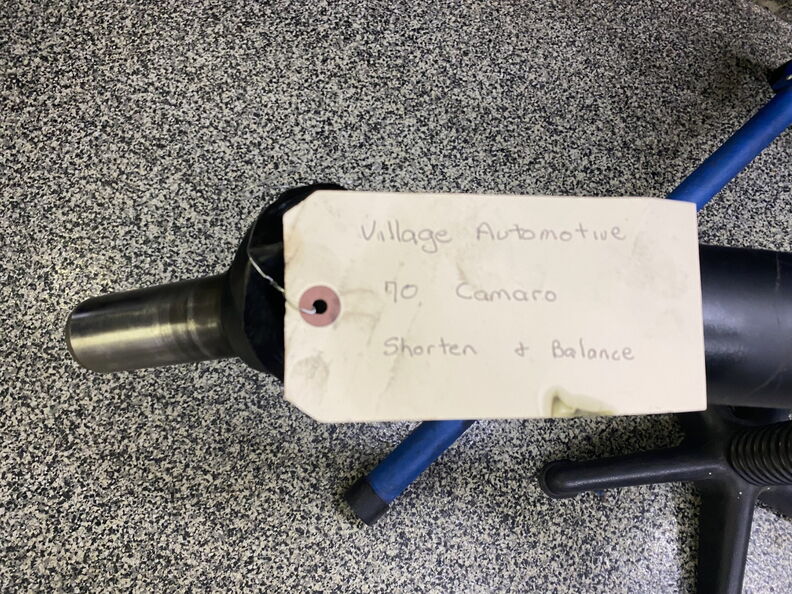 Village Automotive
70 Camaro
Shorten & Balance